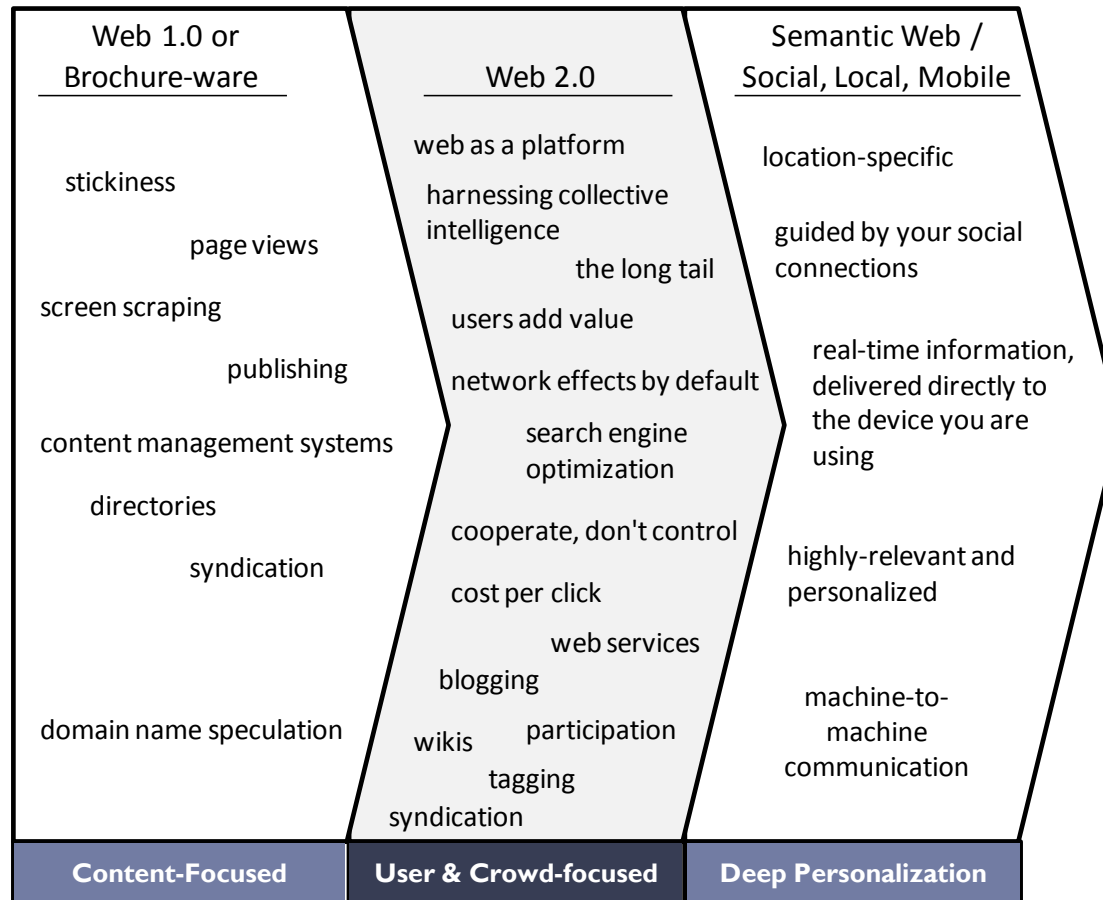 Web 1.0 or
Brochure-ware
stickiness
page views
screen scraping
publishing
content management systems
directories
syndication
domain name speculation
Content-Focused
Web 2.0
web as a platform
harnessing collective
intelligence
the long tail
users add value
network effects by default
search engine
optimization
cooperate, don't control
cost per click
web services
blogging
participation
wikis
tagging
syndication
User & Crowd-focused
Semantic Web /
Social, Local, Mobile
location-specific
guided by your social
connections
real-time information,
delivered directly to
the device you are
using
highly-relevant and
personalized
machine-to-
machine
communication
Deep Personalization